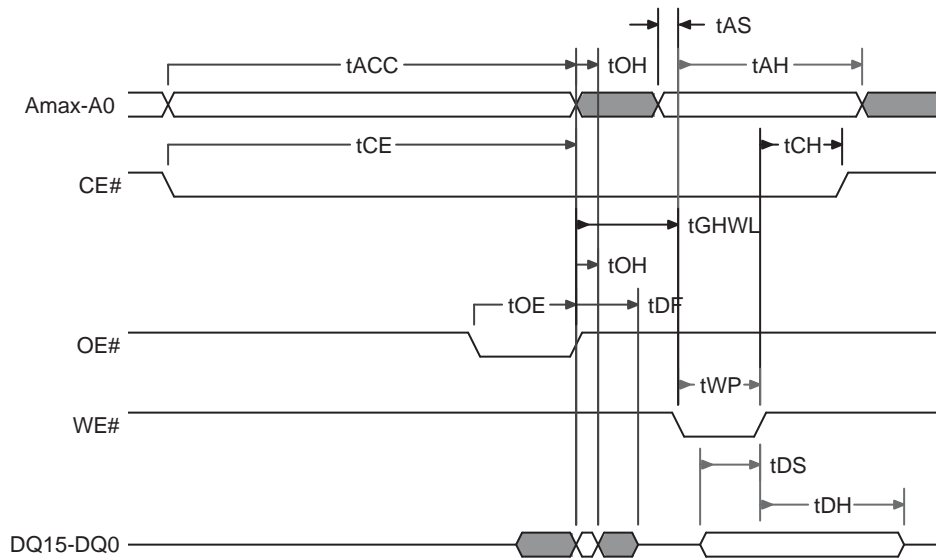 tAS
tACC
tOH
tAH
Amax-A0
tCE
tCH
CE#
tGHWL
tOH
tOE
tDF
OE#
tWP
WE#
tDS
tDH
DQ15-DQ0